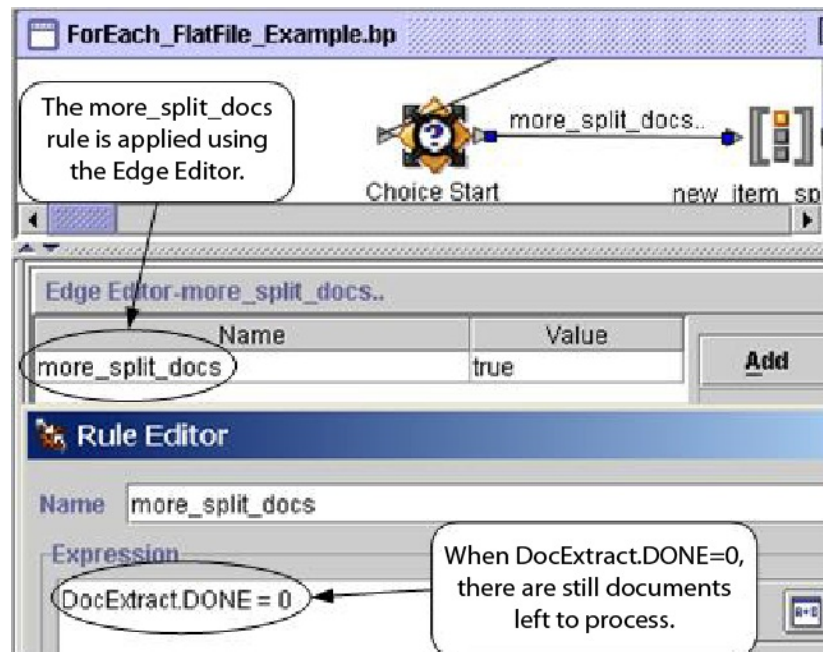 ForEach_FlatFile_Example.bp
The more_split_docs
rule is applied using
the Edge Editor.
more_split_docs..
Choice Start
new_item_sp
Edge Editor-more_split_docs..
Name Value
more_split_docs true
Add
Rule Editor
Name more_split_docs
Expression
DocExtract.DONE = 0
When DocExtract.DONE=0,
there are still documents
left to process.